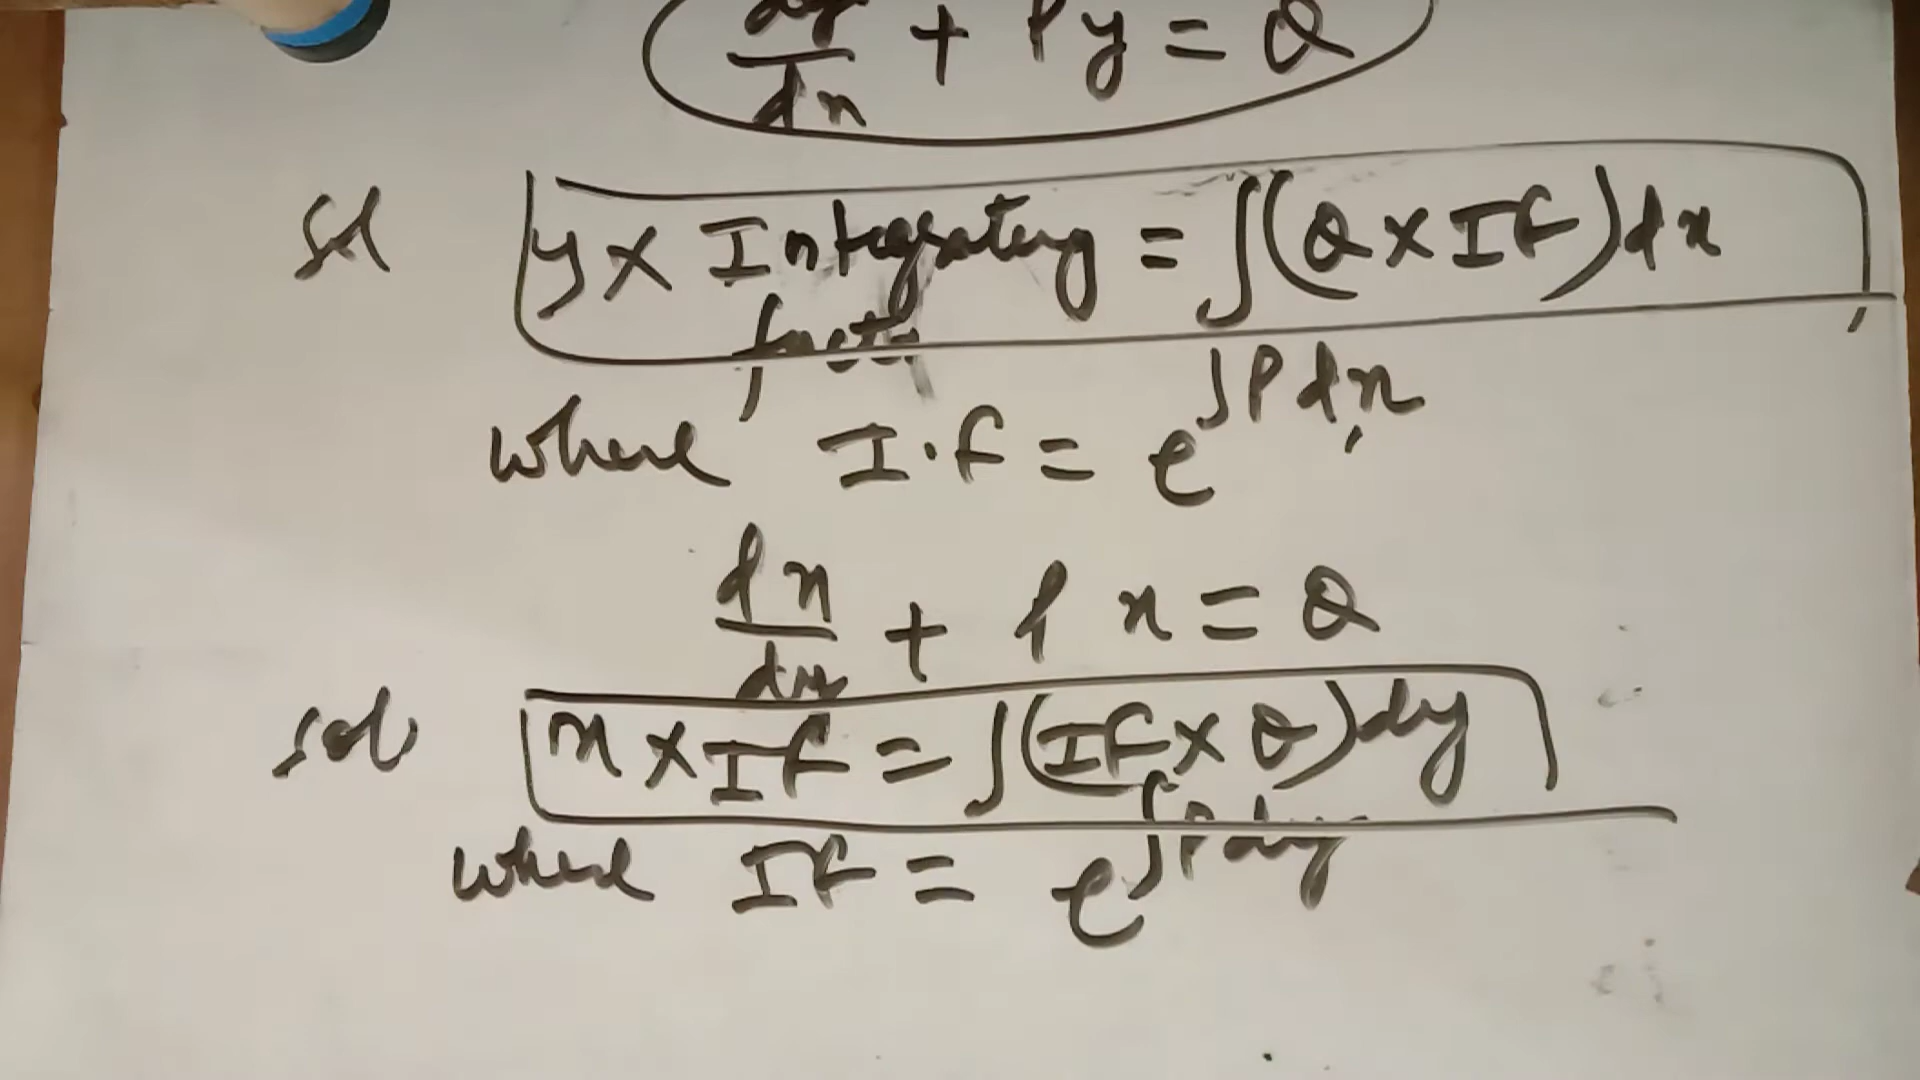 dy/dx + Py = Q
Sol y × Integrating factor = ∫(Q × IF)dx
where I.F = e^∫P dx
dx/dy + P x = Q
sol x × IF = ∫(IF × Q)dy
where IF = e^∫P dy